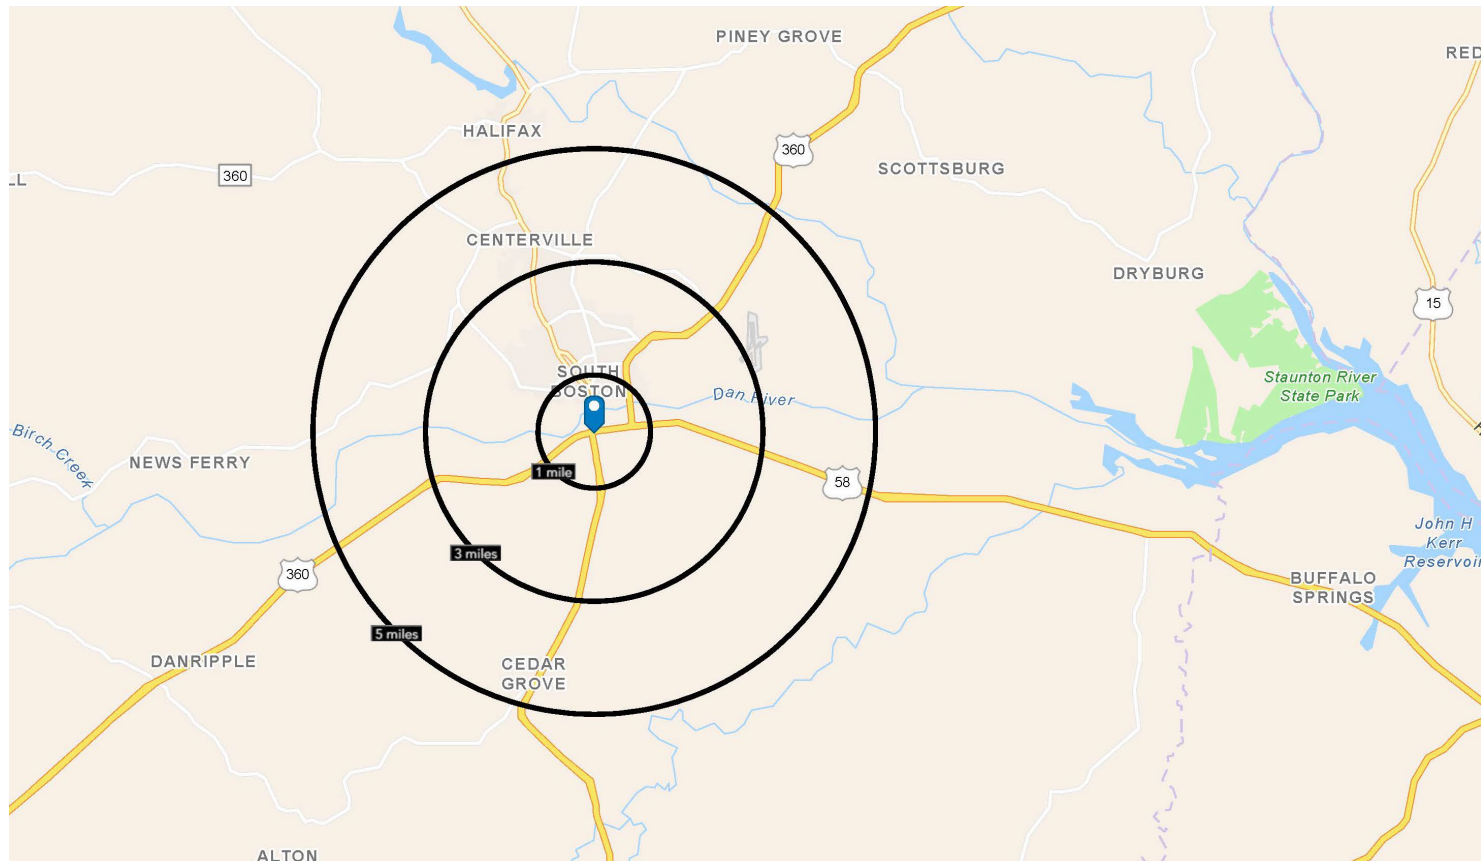 PINEY GROVE
RED
HALIFAX
360
SCOTTSBURG
360
LL
CENTERVILLE
DRYBURG
15
SOUTH
BOSTON
Dan River
Staunton River
State Park
Birch Creek
NEWS FERRY
1 mile
58
John H
Kerr
Reservoir
3 miles
360
BUFFALO
SPRINGS
5 miles
DANRIPPLE
CEDAR
GROVE
ALTON